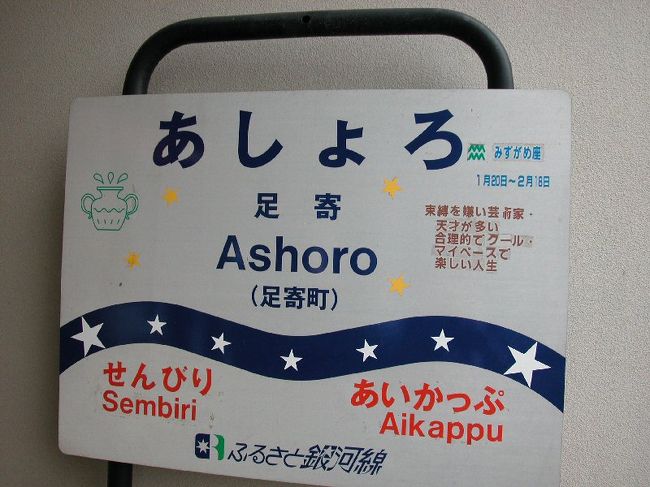 あしょろ
みずがめ座
1月20日～2月18日
足寄
Ashoro
(足寄町)
束縛を嫌い芸術家・
天才が多い
合理的でクール・
マイペースで
楽しい人生
せんびり
Sembiri
あいかっぷ
Aikappu
ふるさと銀河線